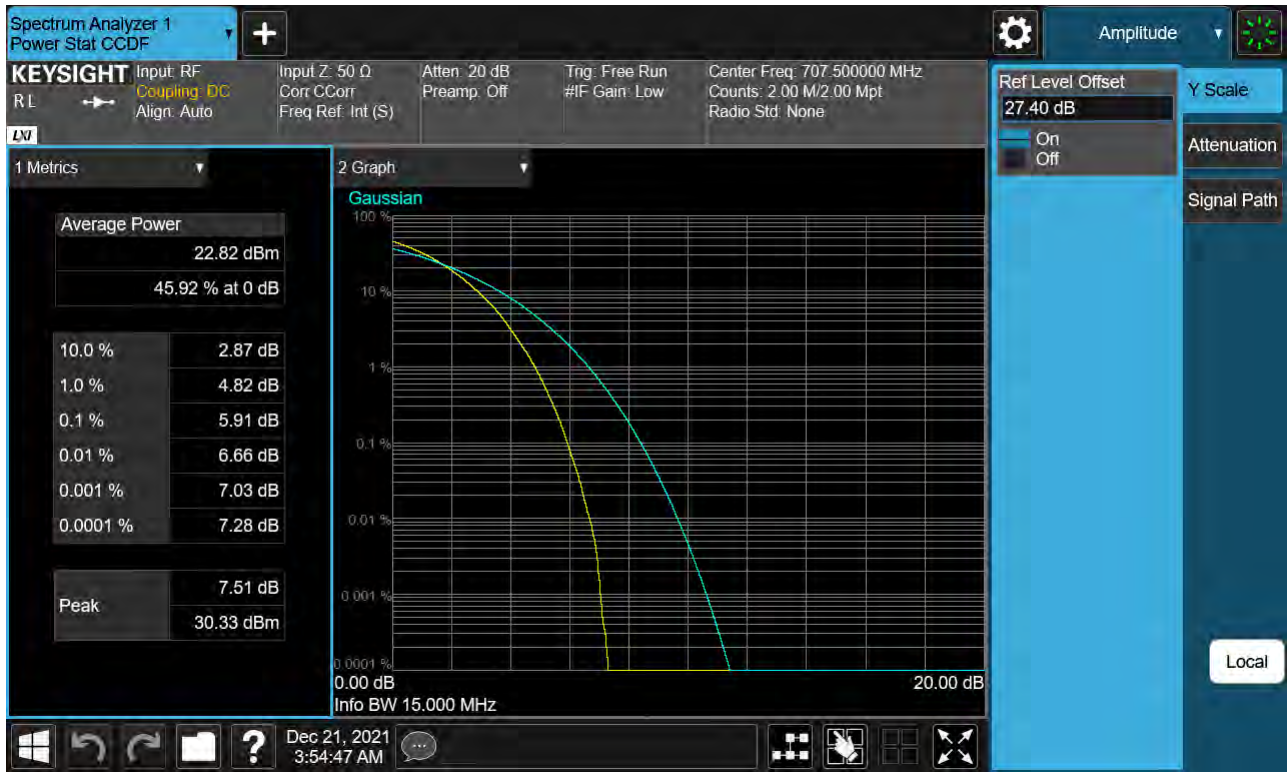 Spectrum Analyzer 1
Power Stat CCDF
+
Amplitude
KEYSIGHT
RL
LXI
Input: RF
Coupling: DC
Align: Auto
Input Z: 50 Ω
Corr CCorr
Freq Ref: Int (S)
Atten: 20 dB
Preamp: Off
Trig: Free Run
#IF Gain: Low
Center Freq: 707.500000 MHz
Counts: 2.00 M/2.00 Mpt
Radio Std: None
Ref Level Offset
27.40 dB
On
Off
Y Scale
Attenuation
Signal Path
Local
1 Metrics
Average Power
22.82 dBm
45.92 % at 0 dB
10.0 % 2.87 dB
1.0 % 4.82 dB
0.1 % 5.91 dB
0.01 % 6.66 dB
0.001 % 7.03 dB
0.0001 % 7.28 dB
Peak
7.51 dB
30.33 dBm
2 Graph
Gaussian
100 %
10 %
1 %
0.1 %
0.01 %
0.001 %
0.0001 %
0.00 dB 20.00 dB
Info BW 15.000 MHz
?
Dec 21, 2021
3:54:47 AM